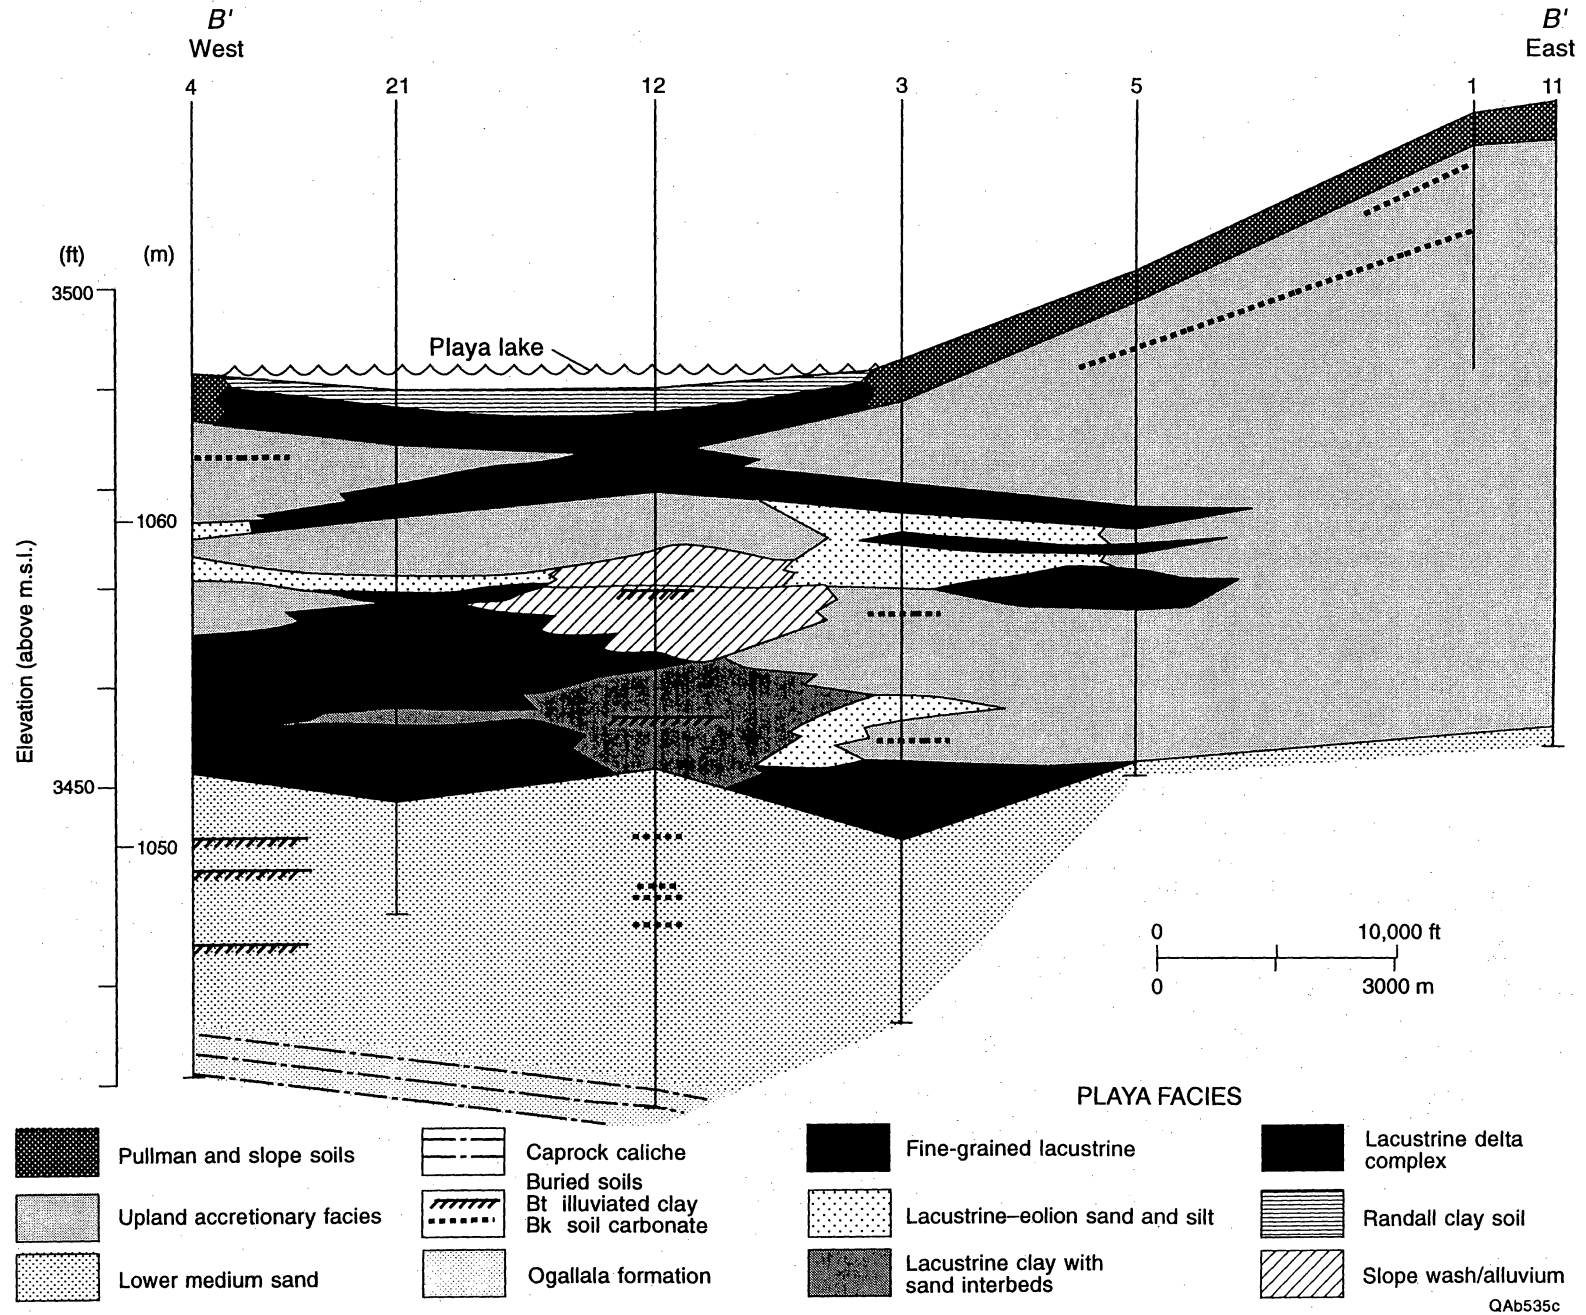 B'
West
B'
East
4
21
12
3
5
1
11
(ft)
(m)
3500
Playa lake
1060
Elevation (above m.s.l.)
3450
1050
0
10,000 ft
0
3000 m
PLAYA FACIES
Pullman and slope soils
Upland accretionary facies
Lower medium sand
Caprock caliche
Buried soils
Bt illuviated clay
Bk soil carbonate
Ogallala formation
Fine-grained lacustrine
Lacustrine–eolion sand and silt
Lacustrine clay with
sand interbeds
Lacustrine delta
complex
Randall clay soil
Slope wash/alluvium
QAb535c